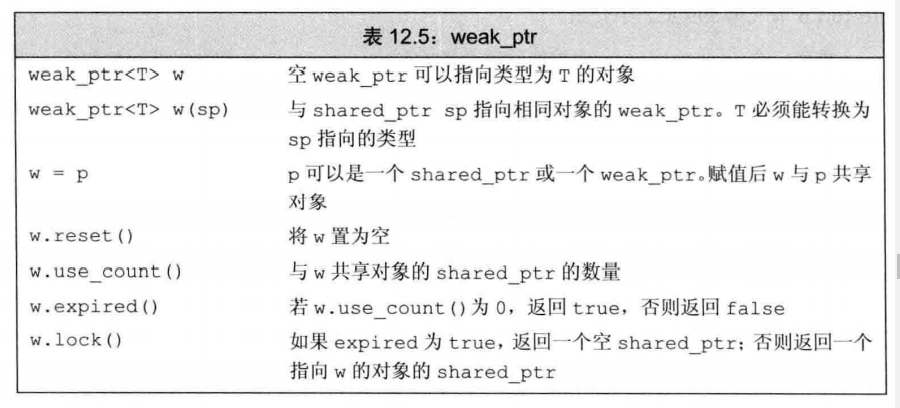 表 12.5: weak_ptr
weak_ptr<T> w 空 weak_ptr 可以指向类型为 T 的对象
weak_ptr<T> w(sp) 与 shared_ptr sp 指向相同对象的 weak_ptr。T 必须能转换为
sp 指向的类型
w = p p 可以是一个 shared_ptr 或一个 weak_ptr。赋值后 w 与 p 共享
对象
w.reset() 将 w 置为空
w.use_count() 与 w 共享对象的 shared_ptr 的数量
w.expired() 若 w.use_count() 为 0，返回 true，否则返回 false
w.lock() 如果 expired 为 true，返回一个空 shared_ptr；否则返回一个
指向 w 的对象的 shared_ptr